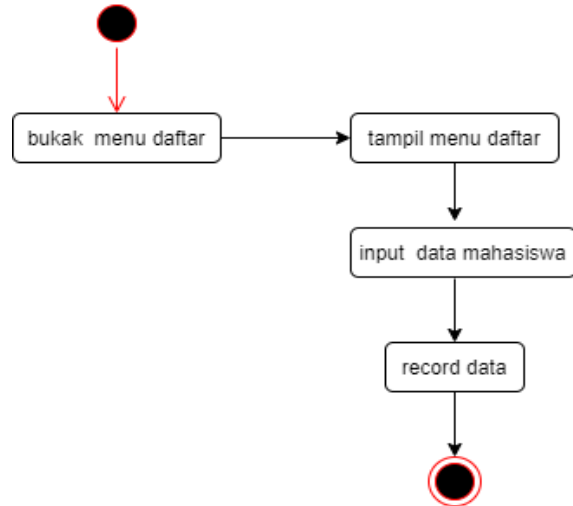 bukak menu daftar
tampil menu daftar
input data mahasiswa
record data